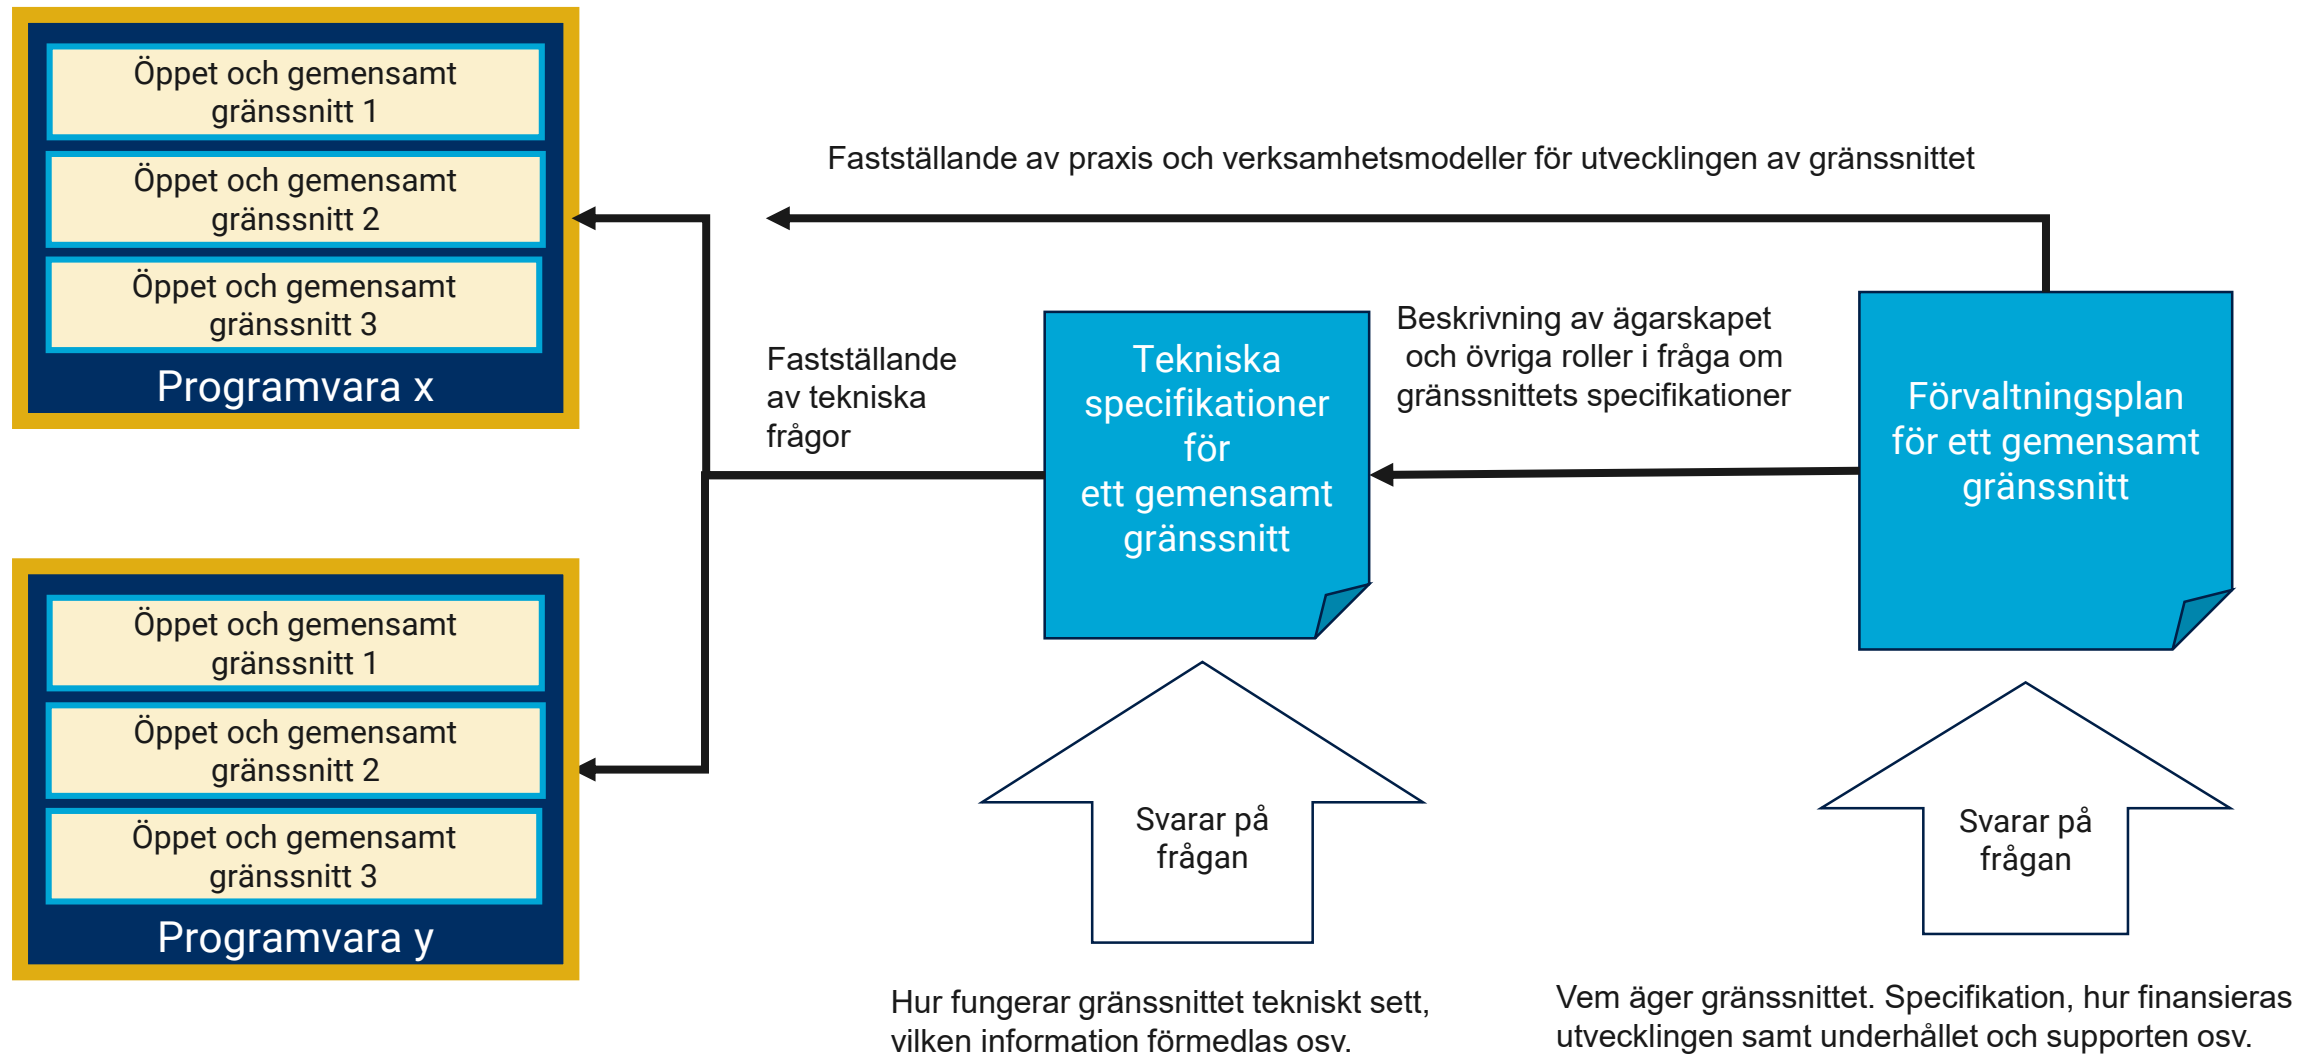 Öppet och gemensamt
gränssnitt 1
Öppet och gemensamt
gränssnitt 2
Öppet och gemensamt
gränssnitt 3
Programvara x
Fastställande av praxis och verksamhetsmodeller för utvecklingen av gränssnittet
Fastställande
av tekniska
frågor
Tekniska
specifikationer
för
ett gemensamt
gränssnitt
Beskrivning av ägarskapet
och övriga roller i fråga om
gränssnittets specifikationer
Förvaltningsplan
för ett gemensamt
gränssnitt
Öppet och gemensamt
gränssnitt 1
Öppet och gemensamt
gränssnitt 2
Öppet och gemensamt
gränssnitt 3
Programvara y
Svarar på
frågan
Svarar på
frågan
Hur fungerar gränssnittet tekniskt sett,
vilken information förmedlas osv.
Vem äger gränssnittet. Specifikation, hur finansieras
utvecklingen samt underhållet och supporten osv.